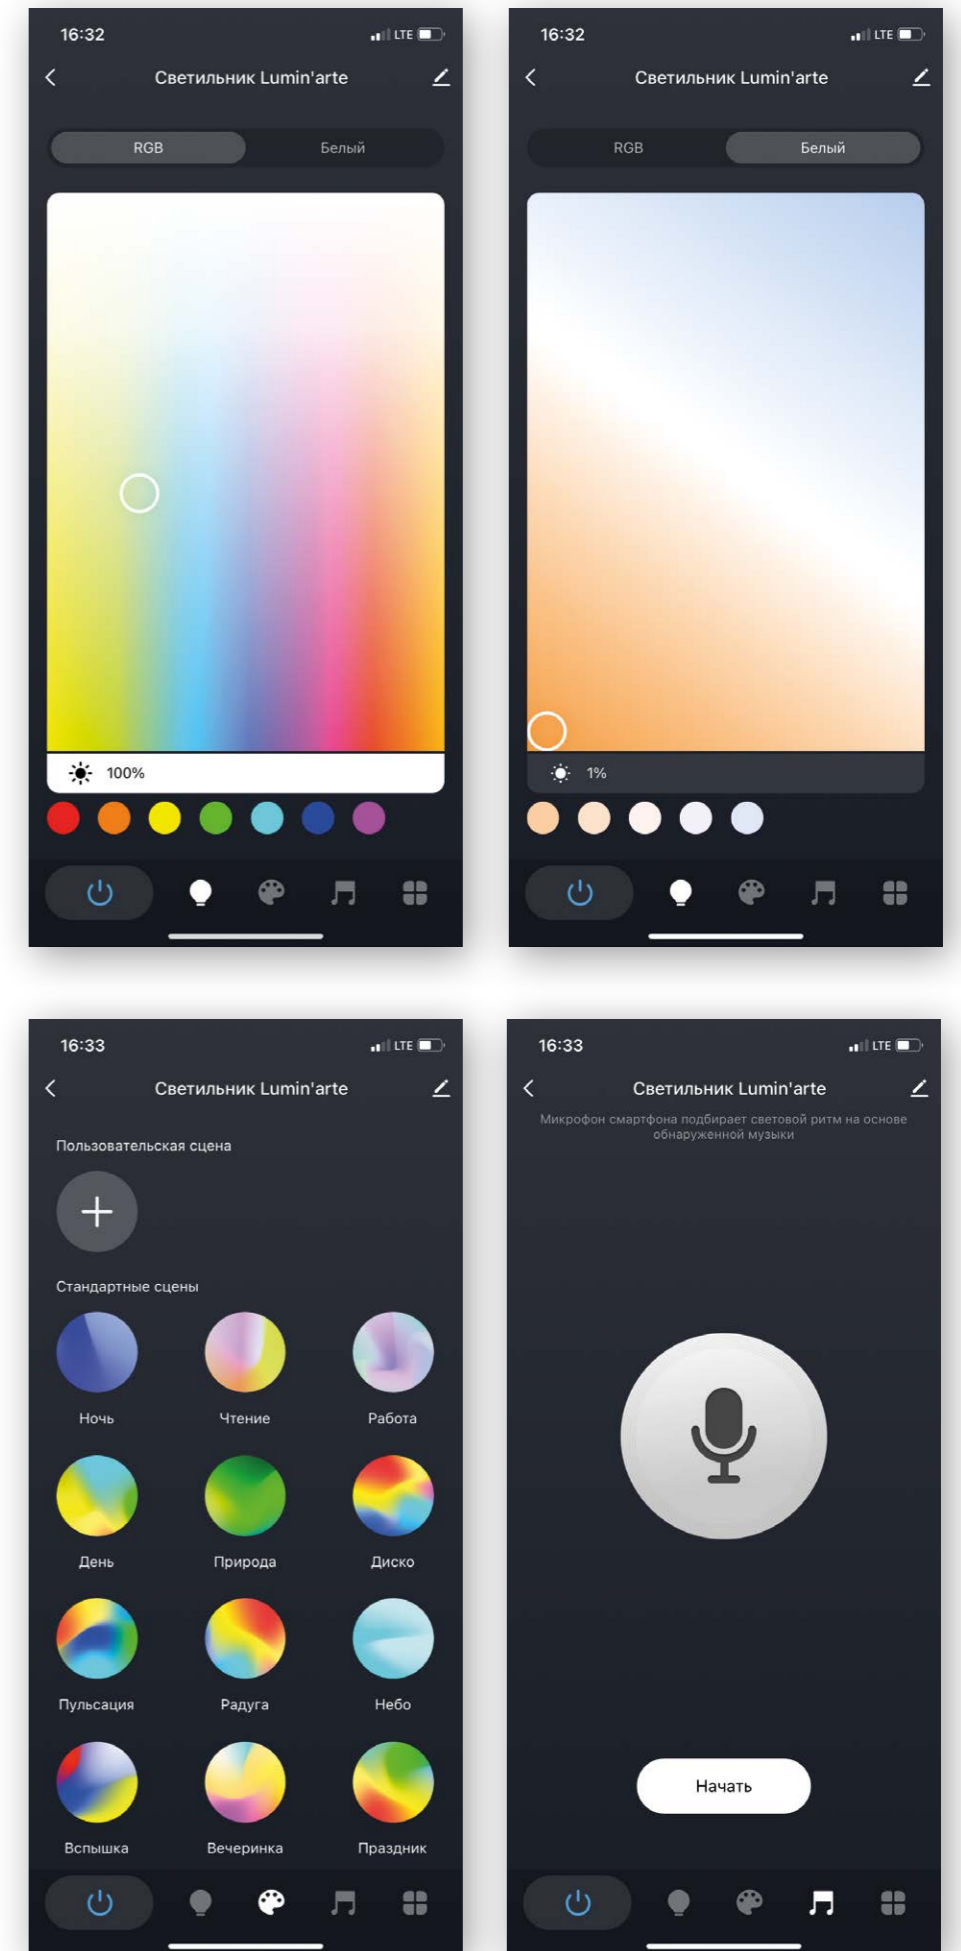 16:32
LTE
Светильник Lumin'arte
RGB
Белый
100%
16:32
LTE
Светильник Lumin'arte
RGB
Белый
1%
16:33
LTE
Светильник Lumin'arte
Пользовательская сцена
Стандартные сцены
Ночь
Чтение
Работа
День
Природа
Диско
Пульсация
Радуга
Небо
Вспышка
Вечеринка
Праздник
16:33
LTE
Светильник Lumin'arte
Микрофон смартфона подбирает световой ритм на основе
обнаруженной музыки
Начать